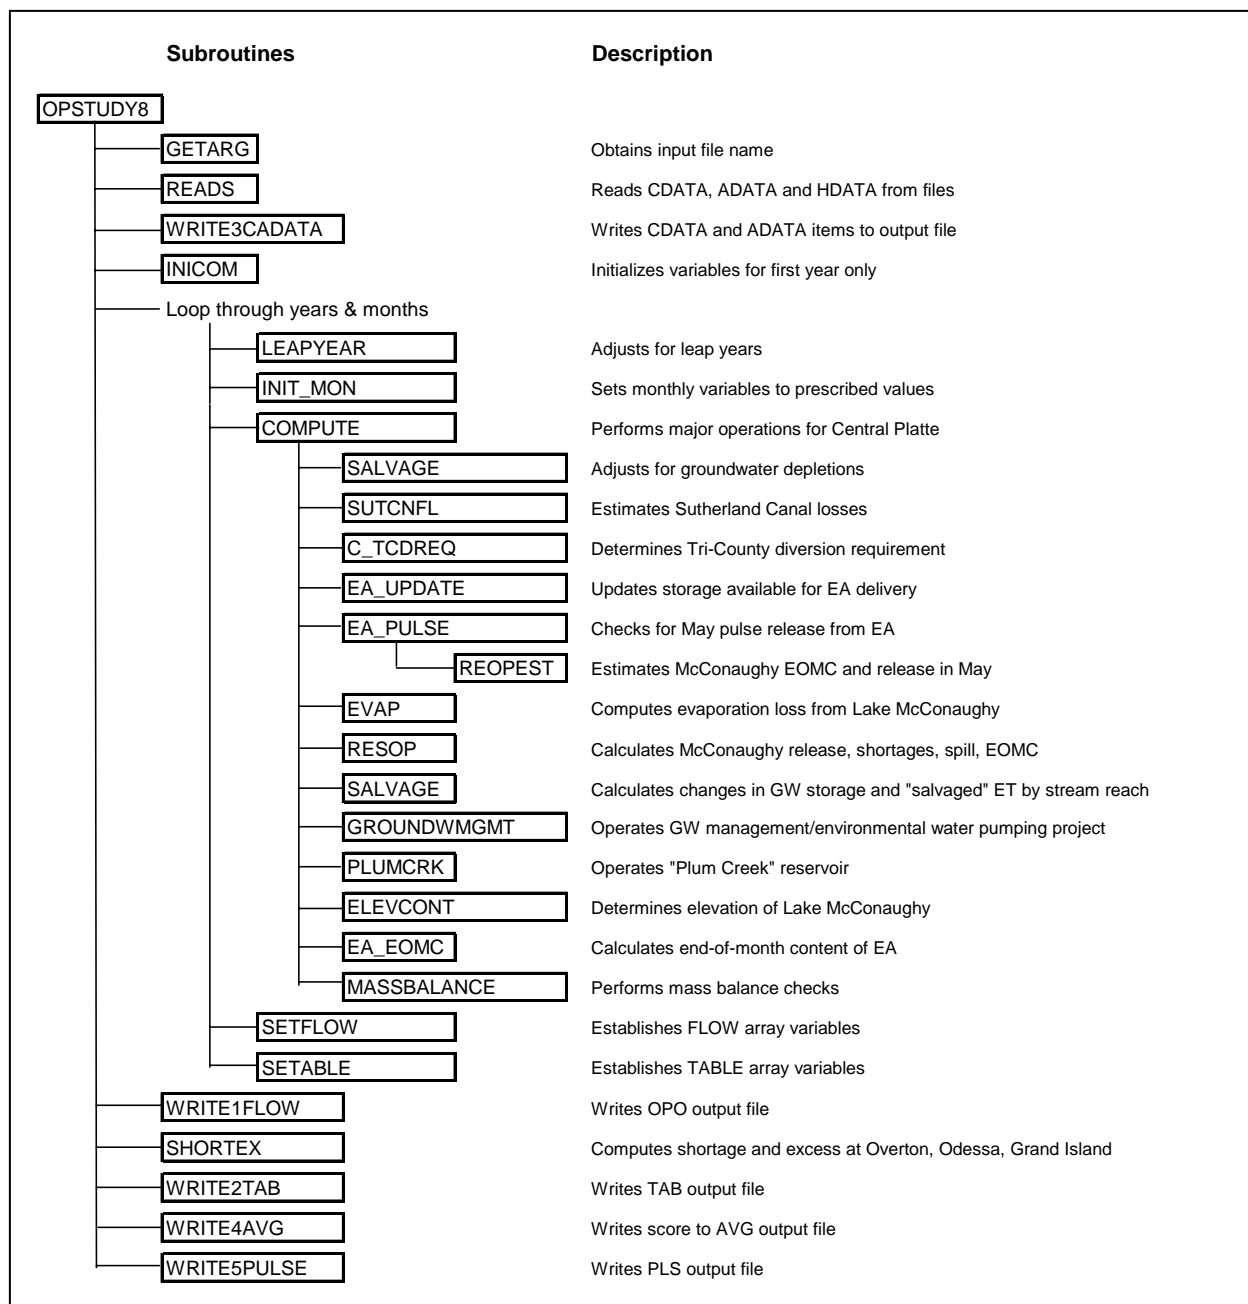 Subroutines Description
OPSTUDY8
GETARG Obtains input file name
READS Reads CDATA, ADATA and HDATA from files
WRITE3CADATA Writes CDATA and ADATA items to output file
INICOM Initializes variables for first year only
Loop through years & months
LEAPYEAR Adjusts for leap years
INIT_MON Sets monthly variables to prescribed values
COMPUTE Performs major operations for Central Platte
SALVAGE Adjusts for groundwater depletions
SUTCNFL Estimates Sutherland Canal losses
C_TCDREQ Determines Tri-County diversion requirement
EA_UPDATE Updates storage available for EA delivery
EA_PULSE Checks for May pulse release from EA
REOPEST Estimates McConaughy EOMC and release in May
EVAP Computes evaporation loss from Lake McConaughy
RESOP Calculates McConaughy release, shortages, spill, EOMC
SALVAGE Calculates changes in GW storage and "salvaged" ET by stream reach
GROUNDWMGMT Operates GW management/environmental water pumping project
PLUMCRK Operates "Plum Creek" reservoir
ELEVCONT Determines elevation of Lake McConaughy
EA_EOMC Calculates end-of-month content of EA
MASSBALANCE Performs mass balance checks
SETFLOW Establishes FLOW array variables
SETABLE Establishes TABLE array variables
WRITE1FLOW Writes OPO output file
SHORTEX Computes shortage and excess at Overton, Odessa, Grand Island
WRITE2TAB Writes TAB output file
WRITE4AVG Writes score to AVG output file
WRITE5PULSE Writes PLS output file